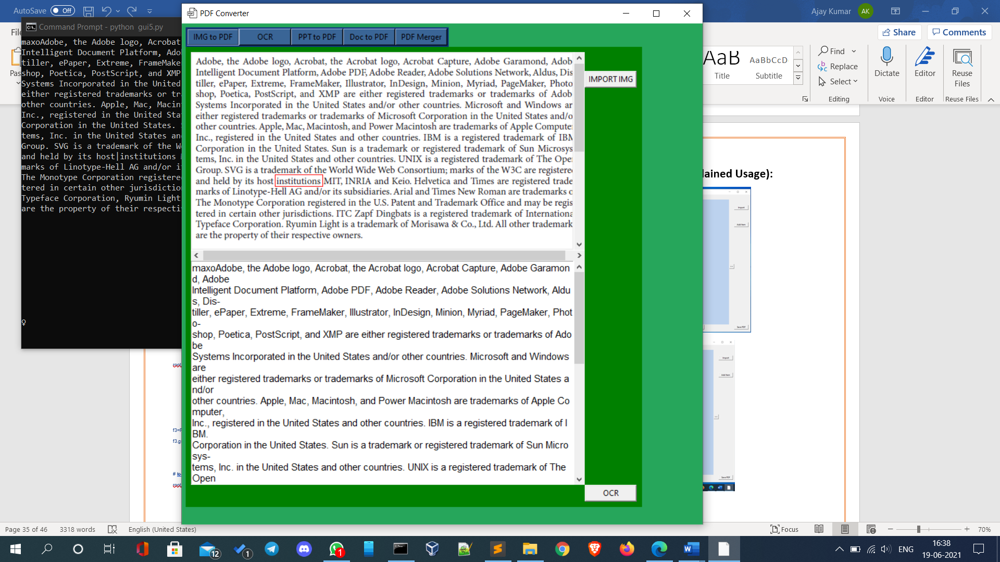 AutoSave Off
Ajay Kumar AK
File
Paste
Share
Comments
AaB
Title
AaBbCcD
Subtitle
Find
Replace
Select
Editing
Dictate
Voice
Editor
Editor
Reuse
Files
Reuse Files
Command Prompt - python gui5.py
maxoAdobe, the Adobe logo, Acrobat
Intelligent Document Platform, Ado
tiller, ePaper, Extreme, FrameMake
shop, Poetica, PostScript, and XMP
Systems Incorporated in the United
either registered trademarks or tr
other countries. Apple, Mac, Macin
Inc., registered in the United Sta
Corporation in the United States. S
tems, Inc. in the United States an
Group. SVG is a trademark of the W
and held by its host|institutions
marks of Linotype-Hell AG and/or i
The Monotype Corporation registere
tered in certain other jurisdictio
Typeface Corporation, Ryumin Light
are the property of their respecti
♀
PDF Converter
IMG to PDF
OCR
PPT to PDF
Doc to PDF
PDF Merger
Adobe, the Adobe logo, Acrobat, the Acrobat logo, Acrobat Capture, Adobe Garamond, Adob
Intelligent Document Platform, Adobe PDF, Adobe Reader, Adobe Solutions Network, Aldus, Dis
tiller, ePaper, Extreme, FrameMaker, Illustrator, InDesign, Minion, Myriad, PageMaker, Photo
shop, Poetica, PostScript, and XMP are either registered trademarks or trademarks of Adob
Systems Incorporated in the United States and/or other countries. Microsoft and Windows ar
either registered trademarks or trademarks of Microsoft Corporation in the United States and/o
other countries. Apple, Mac, Macintosh, and Power Macintosh are trademarks of Apple Compute
Inc., registered in the United States and other countries. IBM is a registered trademark of IBM
Corporation in the United States. Sun is a trademark or registered trademark of Sun Microsys
tems, Inc. in the United States and other countries. UNIX is a registered trademark of The Open
Group. SVG is a trademark of the World Wide Web Consortium; marks of the W3C are registere
and held by its host institutions MIT, INRIA and Keio. Helvetica and Times are registered trade
marks of Linotype-Hell AG and/or its subsidiaries. Arial and Times New Roman are trademarks o
The Monotype Corporation registered in the U.S. Patent and Trademark Office and may be regis
tered in certain other jurisdictions. ITC Zapf Dingbats is a registered trademark of Internationa
Typeface Corporation. Ryumin Light is a trademark of Morisawa & Co., Ltd. All other trademark
are the property of their respective owners.
IMPORT IMG
maxoAdobe, the Adobe logo, Acrobat, the Acrobat logo, Acrobat Capture, Adobe Garamon
d, Adobe
Intelligent Document Platform, Adobe PDF, Adobe Reader, Adobe Solutions Network, Aldu
s, Dis-
tiller, ePaper, Extreme, FrameMaker, Illustrator, InDesign, Minion, Myriad, PageMaker, Phot
o-
shop, Poetica, PostScript, and XMP are either registered trademarks or trademarks of Ado
be
Systems Incorporated in the United States and/or other countries. Microsoft and Windows
are
either registered trademarks or trademarks of Microsoft Corporation in the United States a
nd/or
other countries. Apple, Mac, Macintosh, and Power Macintosh are trademarks of Apple Co
mputer,
Inc., registered in the United States and other countries. IBM is a registered trademark of I
BM.
Corporation in the United States. Sun is a trademark or registered trademark of Sun Micro
sys-
tems, Inc. in the United States and other countries. UNIX is a registered trademark of The
Open
OCR
lained Usage):
Import
Add Item
Save PDF
Import
Add Item
Save PDF
root
f3=F
f3.g
# to
root
Page 35 of 46
3318 words
English (United States)
Focus
70%
12
1
1
ENG
16:38
19-06-2021